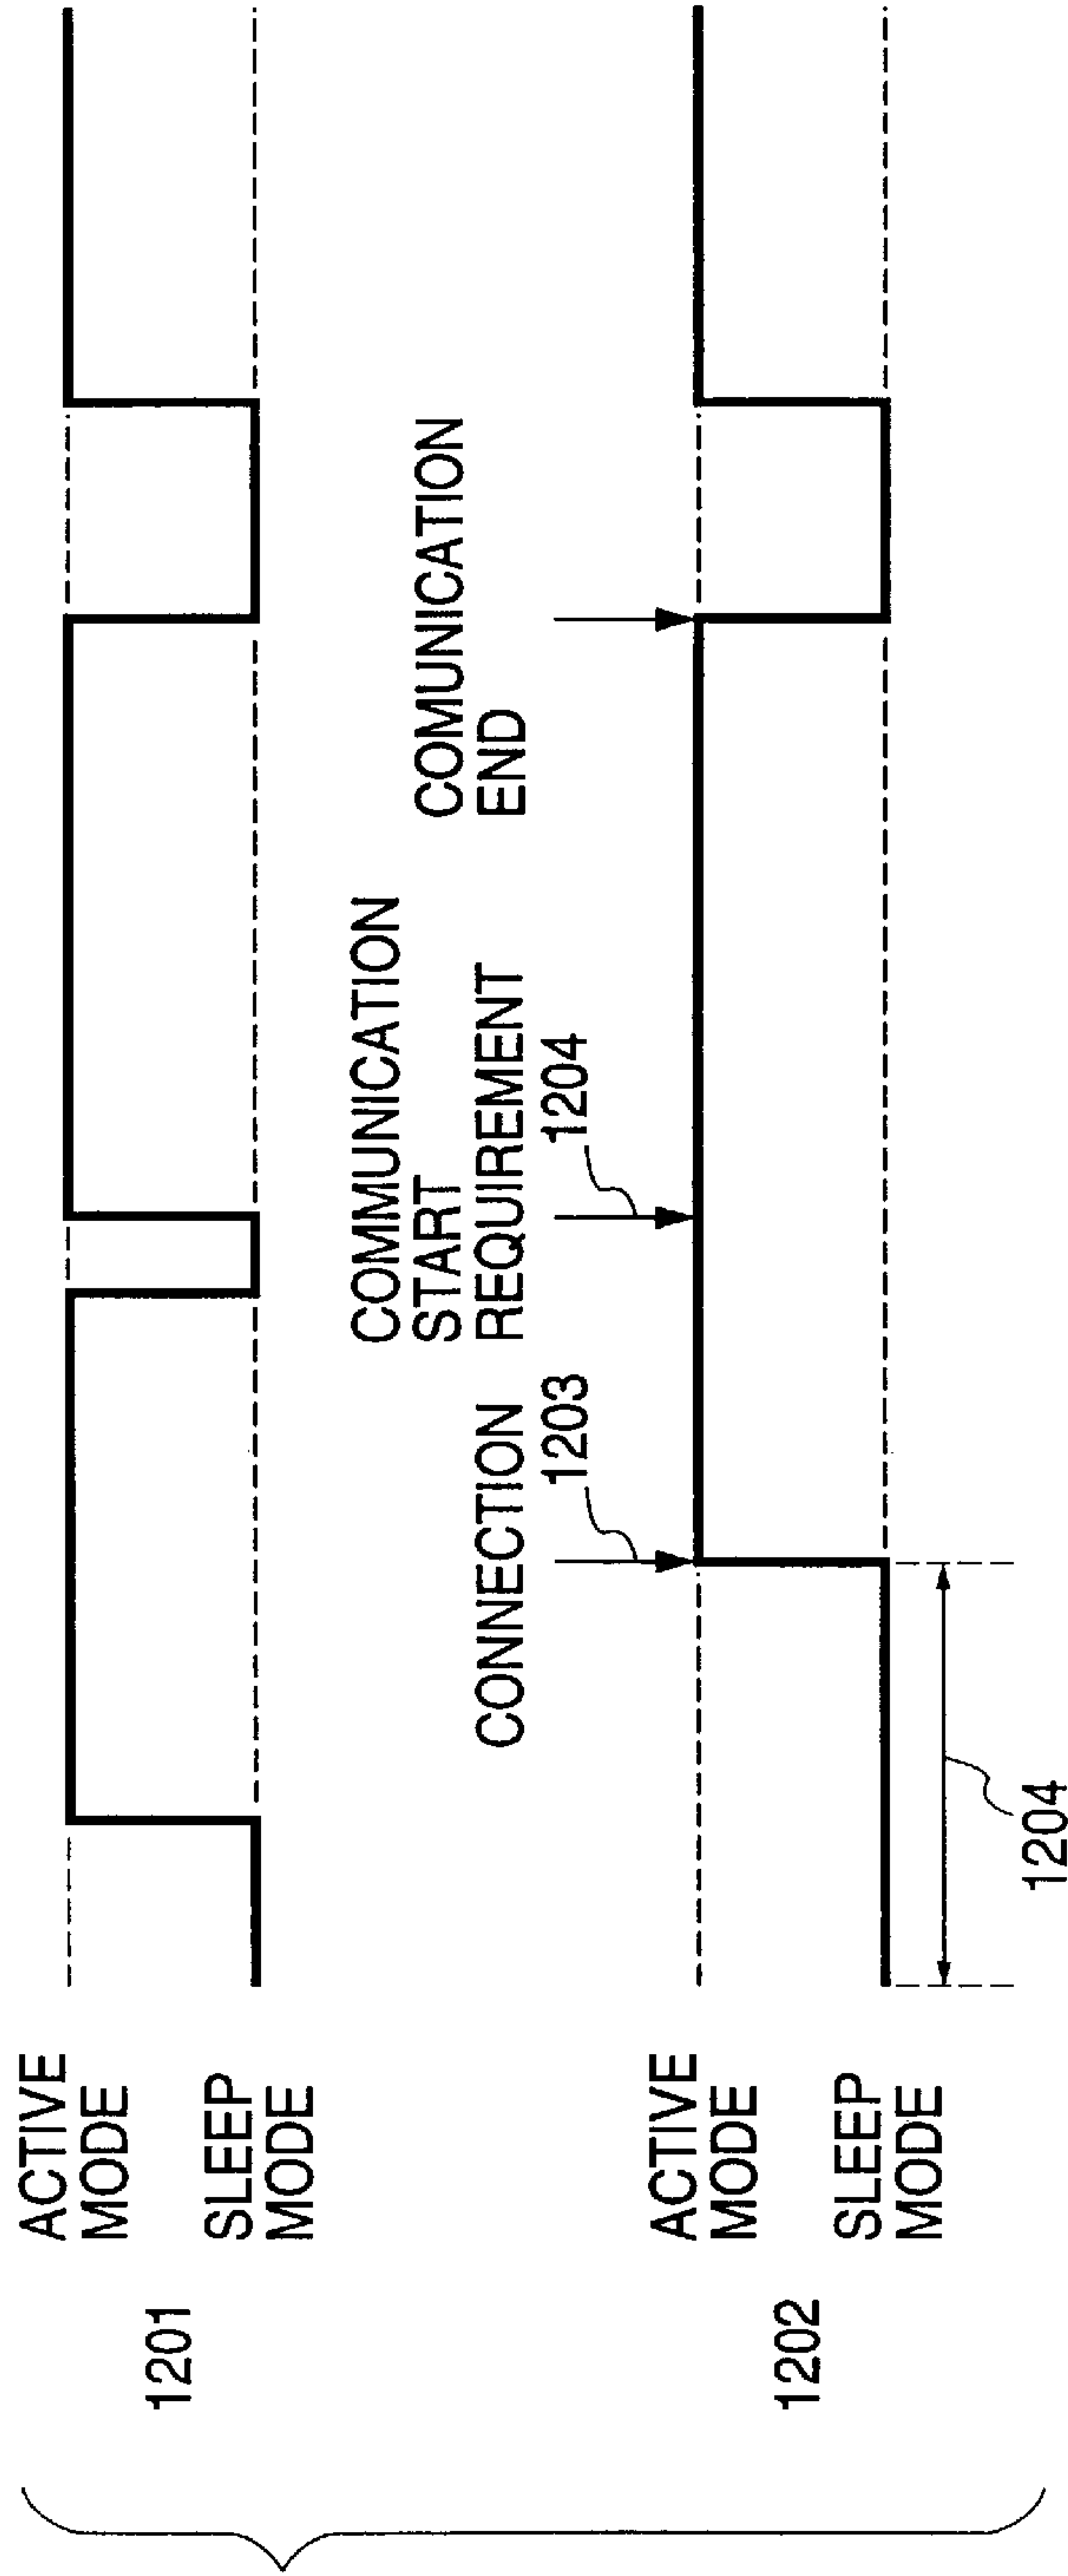 ACTIVE
MODE
1201
SLEEP
MODE
COMMUNICATION
START
REQUIREMENT
1204
COMUNICATION
END
CONNECTION
1203
ACTIVE
MODE
1202
SLEEP
MODE
1204